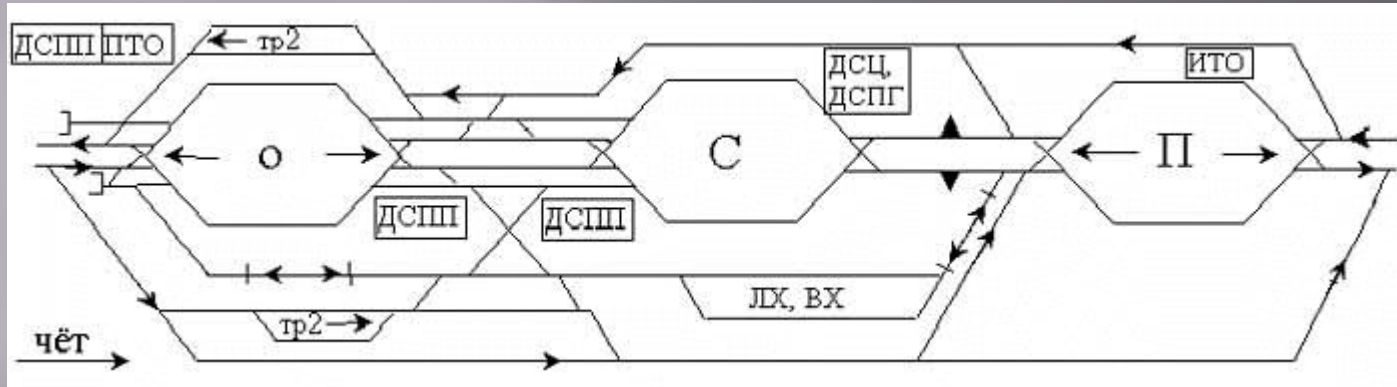 ДСПП ПТО
тр2
ДСЦ,
ДСПГ
ИТО
О
С
П
ДСПП
ДСПП
ЛХ, ВХ
тр2
чёт